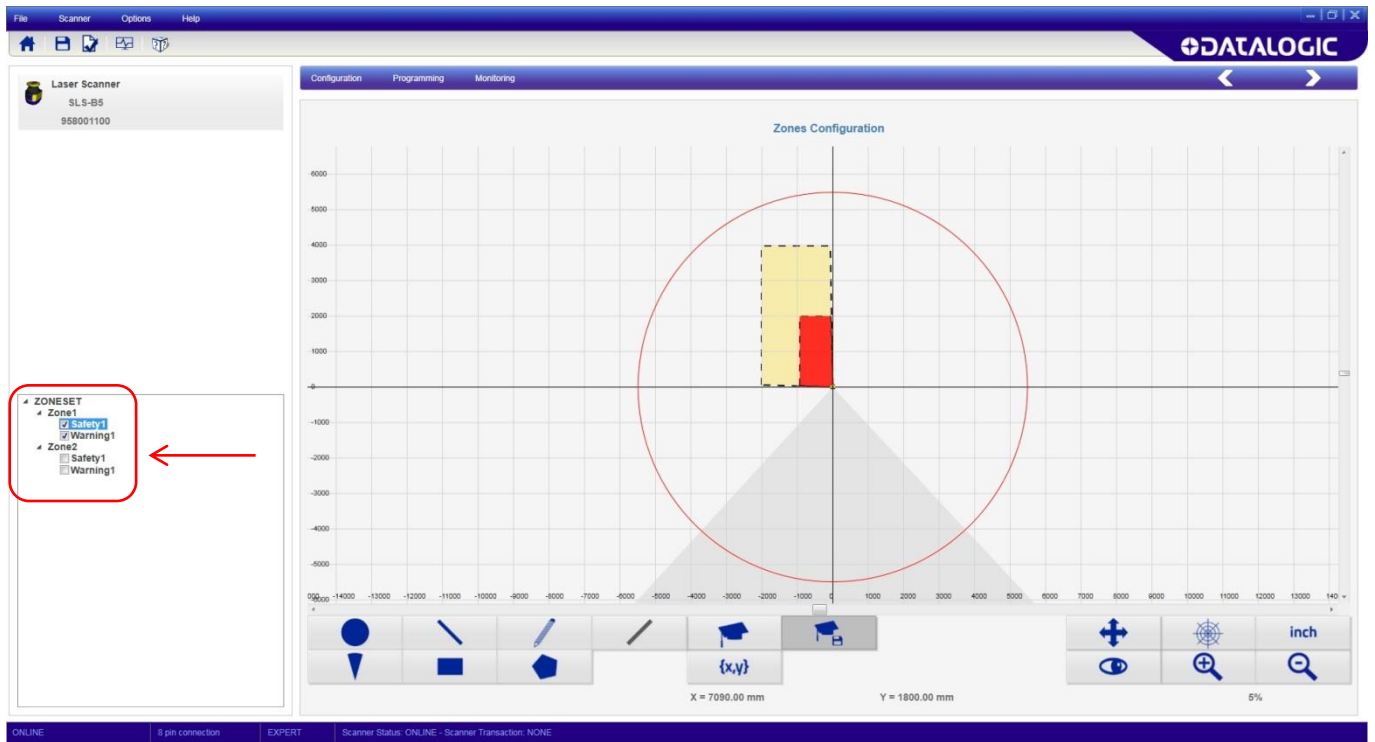 File Scanner Options Help
DATALOGIC
Laser Scanner
SLS-B5
958001100
Configuration Programming Monitoring
Zones Configuration
6000
5000
4000
3000
2000
1000
0
-1000
-2000
-3000
-4000
-5000
-6000
-14000 -13000 -12000 -11000 -10000 -9000 -8000 -7000 -6000 -5000 -4000 -3000 -2000 -1000 0 1000 2000 3000 4000 5000 6000 7000 8000 9000 10000 11000 12000 13000 140
ZONESET
Zone1
Safety1
Warning1
Zone2
Safety1
Warning1
inch
{x,y}
X = 7090.00 mm Y = 1800.00 mm 5%
ONLINE 8 pin connection EXPERT Scanner Status: ONLINE - Scanner Transaction: NONE